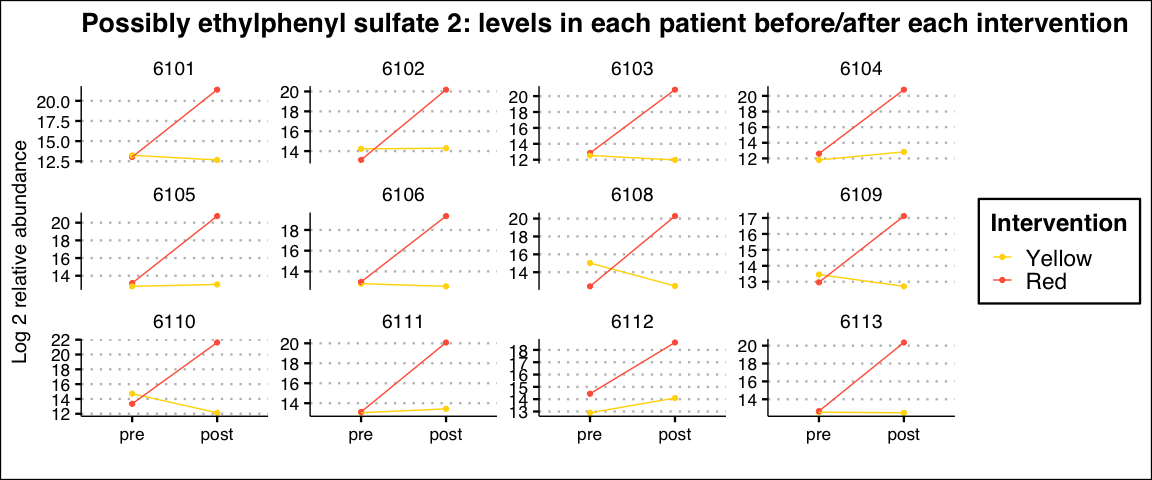 Possibly ethylphenyl sulfate 2: levels in each patient before/after each intervention
Log 2 relative abundance
6101 6102 6103 6104
20.0 20 20 20
17.5 18 18 18
15.0 16 16 16
12.5 14 14 14
12 12
6105 6106 6108 6109
20 18 20 17
18 16 18 16
16 14 16 15
14 14 14
13
6110 6111 6112 6113
22 20 18 20
20 18 17 18
18 16 16 16
16 14 15 14
14 14
12 13
pre post pre post pre post pre post
Intervention
Yellow
Red